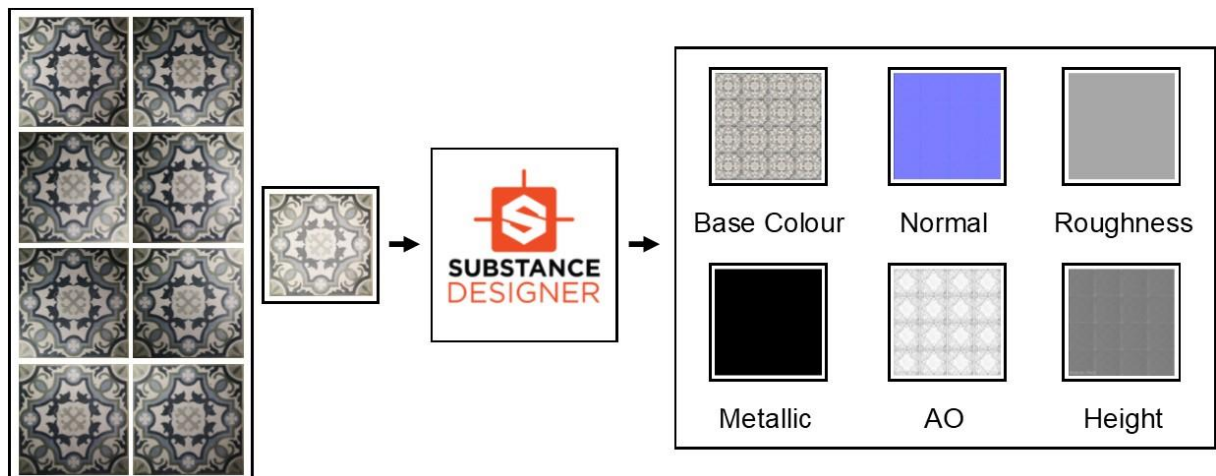 SUBSTANCE
DESIGNER
Base Colour
Normal
Roughness
Metallic
AO
Height